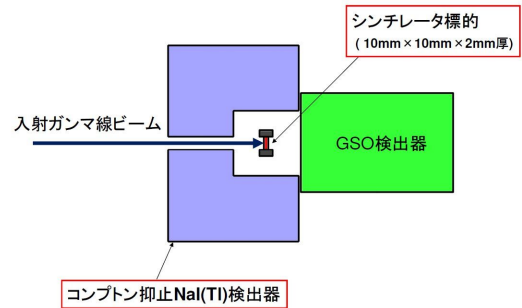 シンチレータ標的
( 10mm×10mm×2mm厚)
入射ガンマ線ビーム
GSO検出器
コンプトン抑止NaI(Tl)検出器